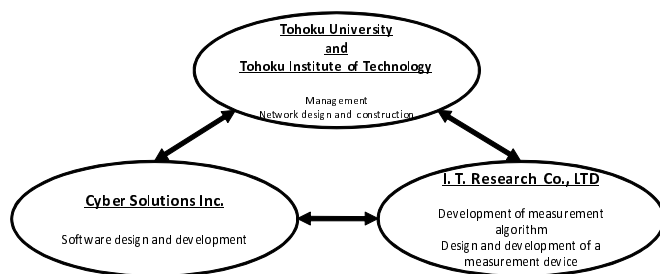 Tohoku University
and
Tohoku Institute of Technology
Management
Network design and construction
Cyber Solutions Inc.
Software design and development
I. T. Research Co., LTD
Development of measurement
algorithm
Design and development of a
measurement device